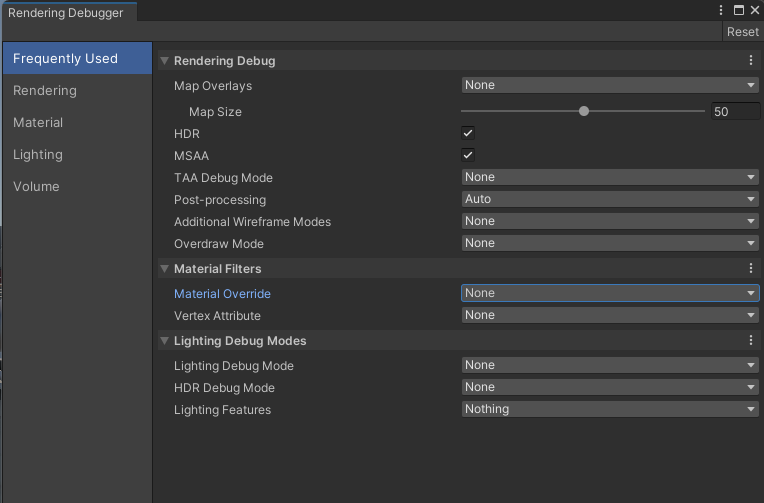 Rendering Debugger
Reset
Frequently Used
Rendering
Material
Lighting
Volume
Rendering Debug
Map Overlays None
Map Size 50
HDR
MSAA
TAA Debug Mode None
Post-processing Auto
Additional Wireframe Modes None
Overdraw Mode None
Material Filters
Material Override None
Vertex Attribute None
Lighting Debug Modes
Lighting Debug Mode None
HDR Debug Mode None
Lighting Features Nothing